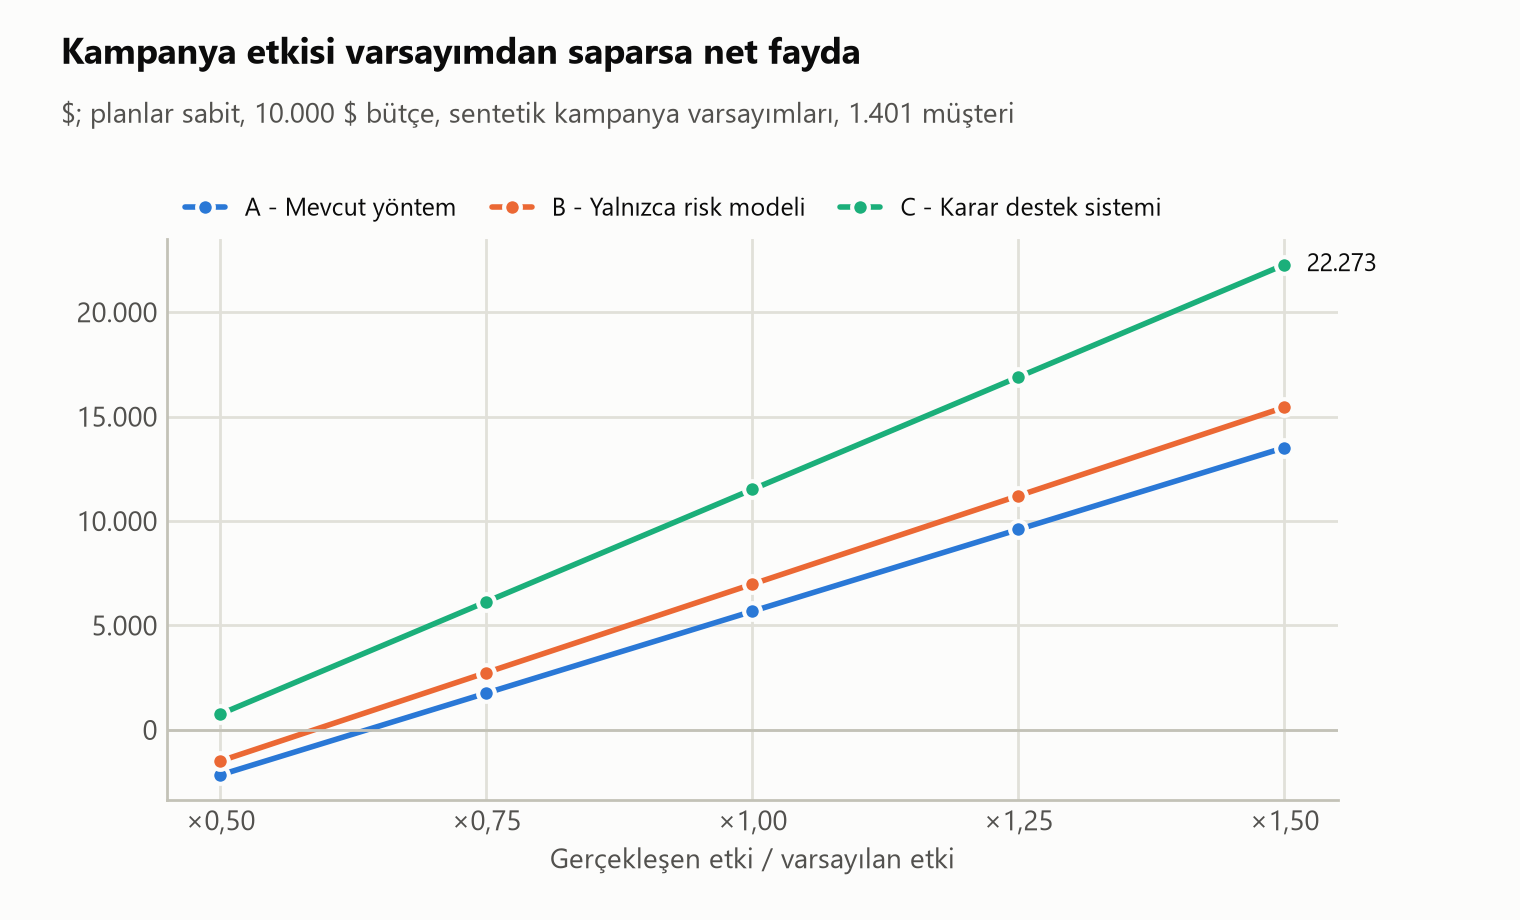 Kampanya etkisi varsayımdan saparsa net fayda
$; planlar sabit, 10.000 $ bütçe, sentetik kampanya varsayımları, 1.401 müşteri
A - Mevcut yöntem
B - Yalnızca risk modeli
C - Karar destek sistemi
22.273
20.000
15.000
10.000
5.000
0
×0,50
×0,75
×1,00
×1,25
×1,50
Gerçekleşen etki / varsayılan etki